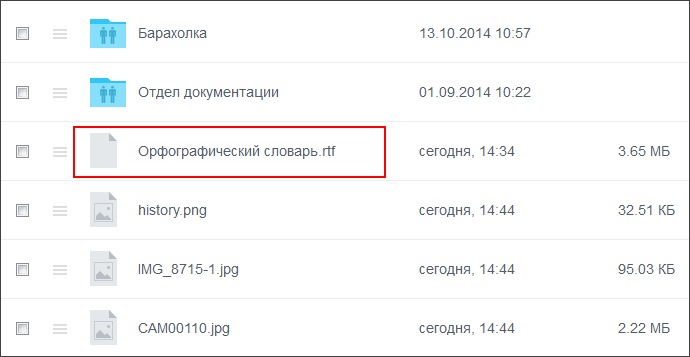 Барахолка 13.10.2014 10:57
Отдел документации 01.09.2014 10:22
Орфографический словарь.rtf сегодня, 14:34 3.65 МБ
history.png сегодня, 14:44 32.51 КБ
IMG_8715-1.jpg сегодня, 14:44 95.03 КБ
CAM00110.jpg сегодня, 14:44 2.22 МБ